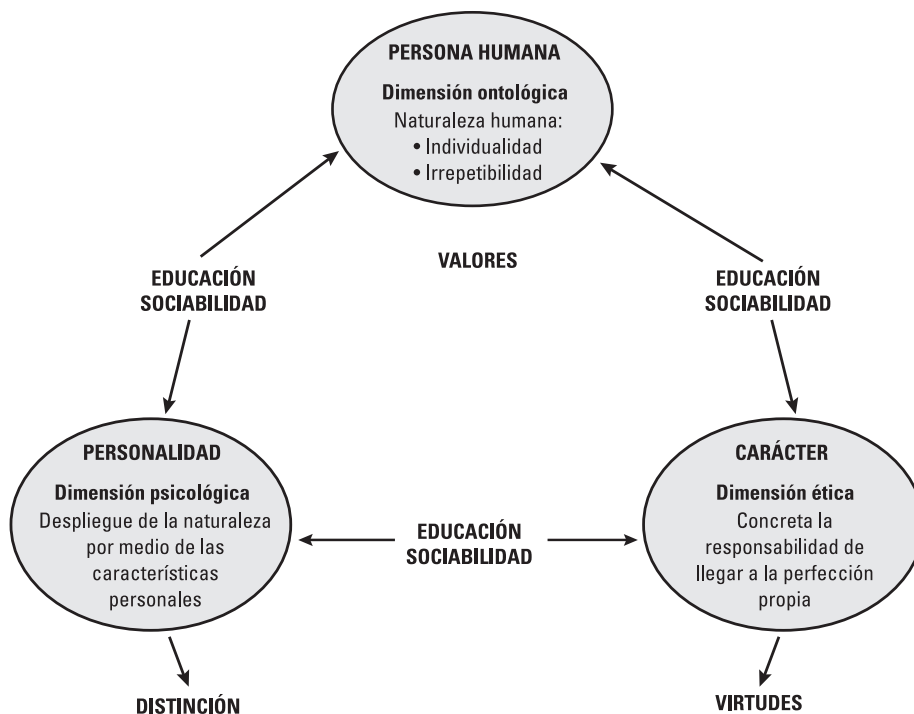 PERSONA HUMANA
Dimensión ontológica
Naturaleza humana:
• Individualidad
• Irrepetibilidad
VALORES
EDUCACIÓN
SOCIABILIDAD
EDUCACIÓN
SOCIABILIDAD
PERSONALIDAD
Dimensión psicológica
Despliegue de la naturaleza
por medio de las
características
personales
EDUCACIÓN
SOCIABILIDAD
CARÁCTER
Dimensión ética
Concreta la
responsabilidad de
llegar a la perfección
propia
DISTINCIÓN
VIRTUDES